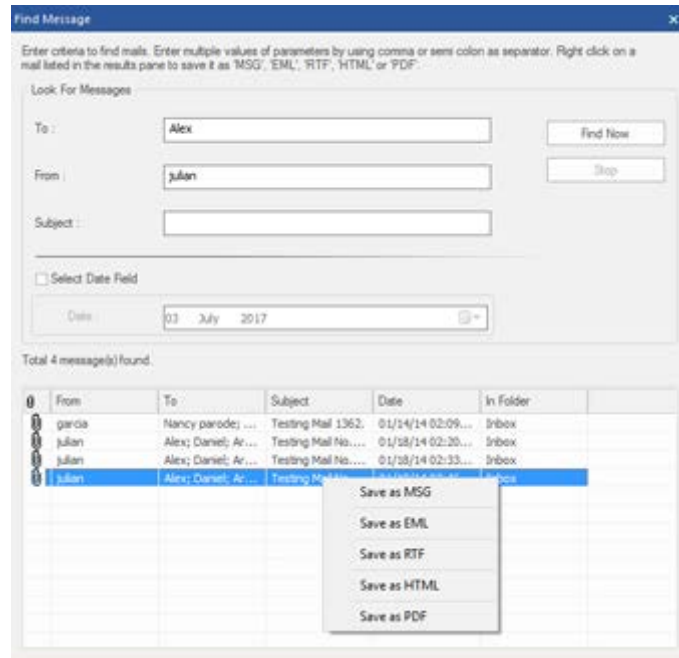 Find Message
Enter criteria to find mails. Enter multiple values of parameters by using comma or semi colon as separator. Right click on a
mail listed in the results pane to save it as 'MSG', 'EML', 'RTF', 'HTML' or 'PDF'.
Look For Messages
To : Alex Find Now
From : julian Stop
Subject :
Select Date Field
Date 03 July 2017
Total 4 message(s) found.
From To Subject Date In Folder
garcia Nancy parode; ... Testing Mail 1362. 01/14/14 02:09... Inbox
julian Alex; Daniel; Ar... Testing Mail No.... 01/18/14 02:20... Inbox
julian Alex; Daniel; Ar... Testing Mail No.... 01/18/14 02:33... Inbox
julian Alex; Daniel; Ar... Testing Inbox
Save as MSG
Save as EML
Save as RTF
Save as HTML
Save as PDF